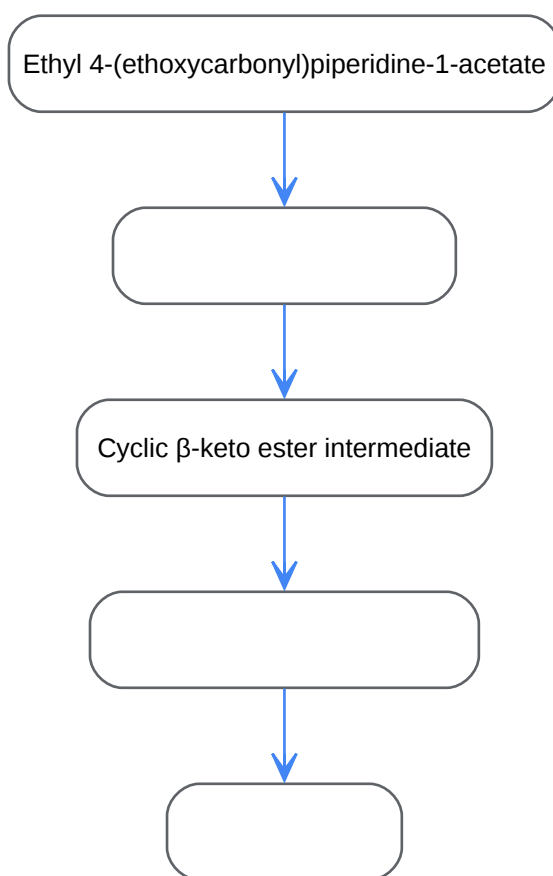 Ethyl 4-(ethoxycarbonyl)piperidine-1-acetate
Cyclic β-keto ester intermediate